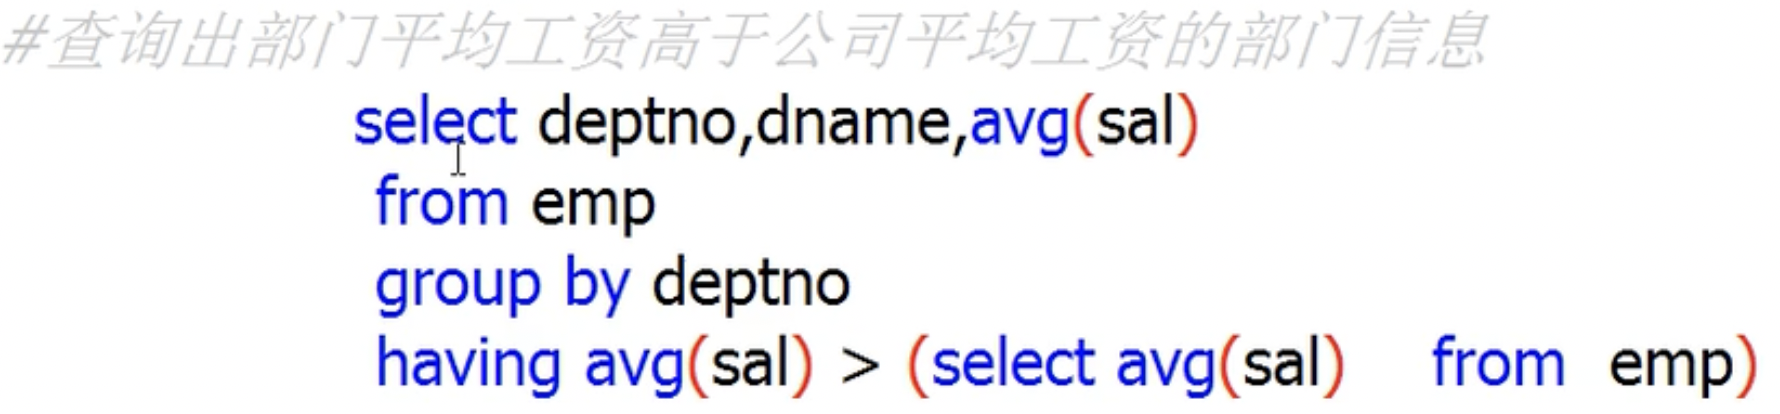 #查询出部门平均工资高于公司平均工资的部门信息
select deptno,dname,avg(sal)
from emp
group by deptno
having avg(sal) > (select avg(sal) from emp)